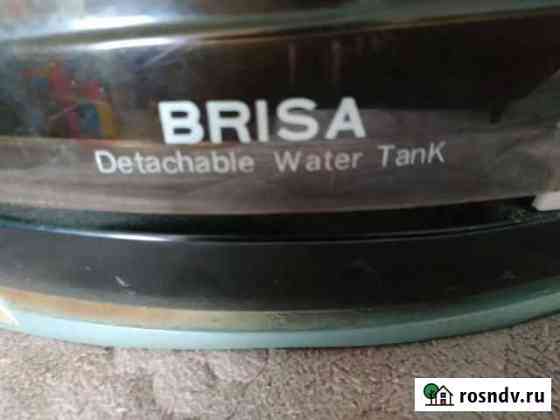 BRISA
Detachable Water TanK
rosndv.ru